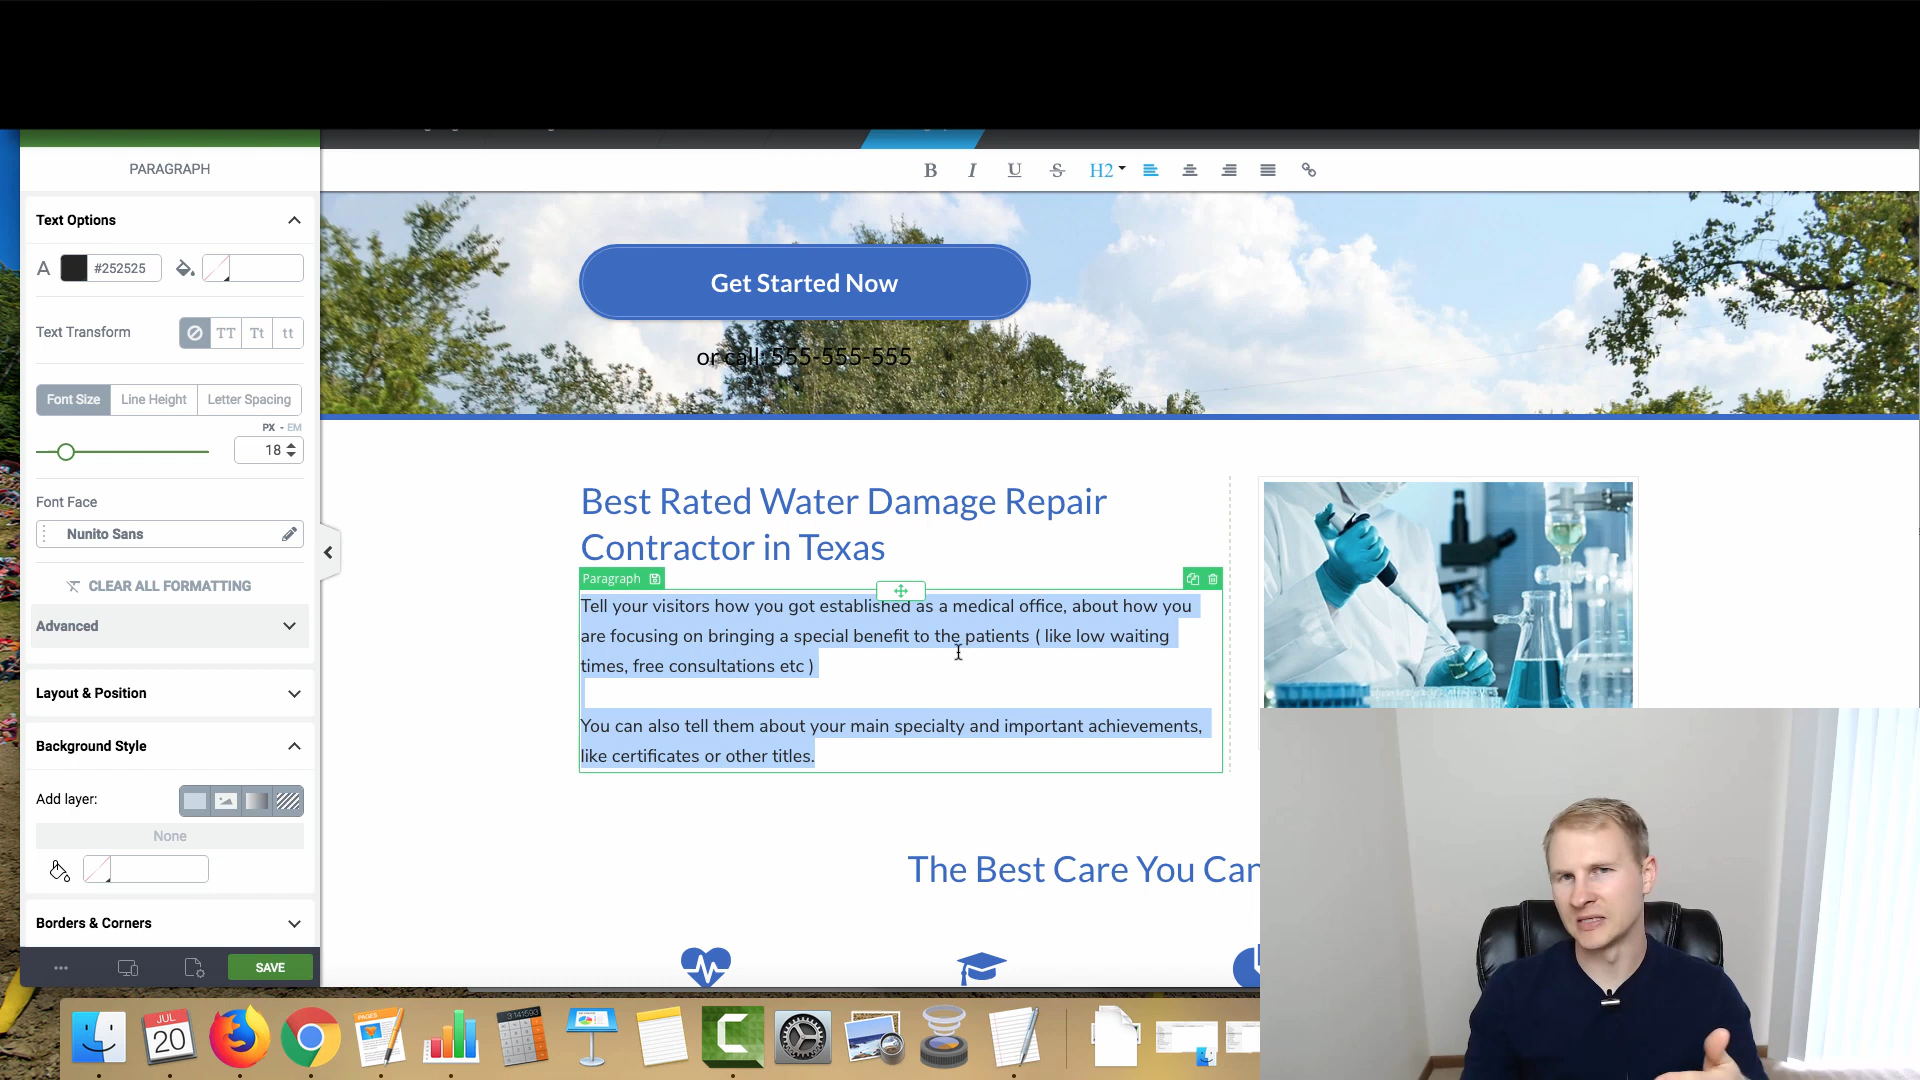 PARAGRAPH
B I U S H2
Text Options
A #252525
Text Transform
TT Tt tt
Font Size Line Height Letter Spacing
PX - EM
18
Font Face
Nunito Sans
CLEAR ALL FORMATTING
Advanced
Layout & Position
Background Style
Add layer:
None
Borders & Corners
SAVE
Get Started Now
or call: 555-555-555
Best Rated Water Damage Repair
Contractor in Texas
Paragraph
Tell your visitors how you got established as a medical office, about how you
are focusing on bringing a special benefit to the patients ( like low waiting
times, free consultations etc )
You can also tell them about your main specialty and important achievements,
like certificates or other titles.
The Best Care You Can
JUL
20
PAGES
3.141593